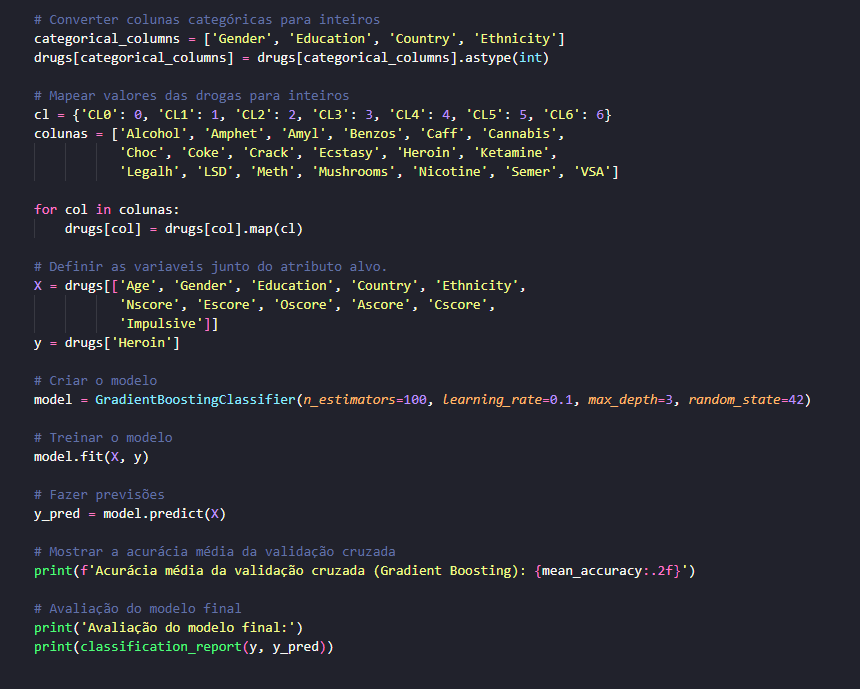 # Converter colunas categóricas para inteiros
categorical_columns = ['Gender', 'Education', 'Country', 'Ethnicity']
drugs[categorical_columns] = drugs[categorical_columns].astype(int)
# Mapear valores das drogas para inteiros
cl = {'CL0': 0, 'CL1': 1, 'CL2': 2, 'CL3': 3, 'CL4': 4, 'CL5': 5, 'CL6': 6}
colunas = ['Alcohol', 'Amphet', 'Amyl', 'Benzos', 'Caff', 'Cannabis',
'Choc', 'Coke', 'Crack', 'Ecstasy', 'Heroin', 'Ketamine',
'Legalh', 'LSD', 'Meth', 'Mushrooms', 'Nicotine', 'Semer', 'VSA']
for col in colunas:
drugs[col] = drugs[col].map(cl)
# Definir as variaveis junto do atributo alvo.
X = drugs[['Age', 'Gender', 'Education', 'Country', 'Ethnicity',
'Nscore', 'Escore', 'Oscore', 'Ascore', 'Cscore',
'Impulsive']]
y = drugs['Heroin']
# Criar o modelo
model = GradientBoostingClassifier(n_estimators=100, learning_rate=0.1, max_depth=3, random_state=42)
# Treinar o modelo
model.fit(X, y)
# Fazer previsões
y_pred = model.predict(X)
# Mostrar a acurácia média da validação cruzada
print(f'Acurácia média da validação cruzada (Gradient Boosting): {mean_accuracy:.2f}')
# Avaliação do modelo final
print('Avaliação do modelo final:')
print(classification_report(y, y_pred))